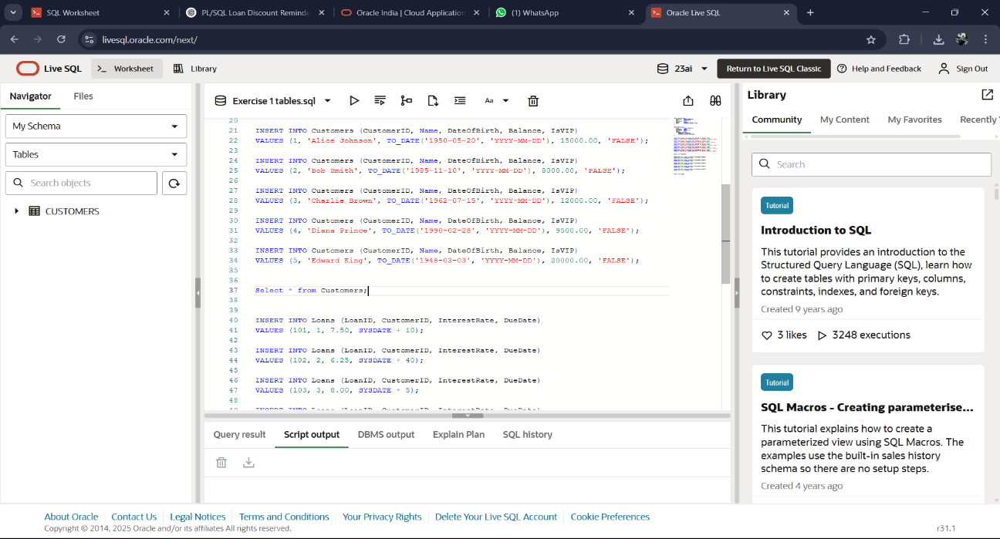 SQL Worksheet
PL/SQL Loan Discount Reminde
Oracle India | Cloud Application
(1) WhatsApp
Oracle Live SQL
livesql.oracle.com/next/
Live SQL
Worksheet
Library
23ai
Return to Live SQL Classic
Help and Feedback
Sign Out
Navigator
Files
My Schema
Tables
Search objects
CUSTOMERS
Exercise 1 tables.sql
Aa
20
21 INSERT INTO Customers (CustomerID, Name, DateOfBirth, Balance, IsVIP)
22 VALUES (1, 'Alice Johnson', TO_DATE('1950-05-20', 'YYYY-MM-DD'), 15000.00, 'FALSE');
23
24 INSERT INTO Customers (CustomerID, Name, DateOfBirth, Balance, IsVIP)
25 VALUES (2, 'Bob Smith', TO_DATE('1985-11-10', 'YYYY-MM-DD'), 8000.00, 'FALSE');
26
27 INSERT INTO Customers (CustomerID, Name, DateOfBirth, Balance, IsVIP)
28 VALUES (3, 'Charlie Brown', TO_DATE('1962-07-15', 'YYYY-MM-DD'), 12000.00, 'FALSE');
29
30 INSERT INTO Customers (CustomerID, Name, DateOfBirth, Balance, IsVIP)
31 VALUES (4, 'Diana Prince', TO_DATE('1990-02-28', 'YYYY-MM-DD'), 9500.00, 'FALSE');
32
33 INSERT INTO Customers (CustomerID, Name, DateOfBirth, Balance, IsVIP)
34 VALUES (5, 'Edward King', TO_DATE('1948-03-03', 'YYYY-MM-DD'), 20000.00, 'FALSE');
35
36
37 Select * from Customers;
38
39
40 INSERT INTO Loans (LoanID, CustomerID, InterestRate, DueDate)
41 VALUES (101, 1, 7.50, SYSDATE + 10);
42
43 INSERT INTO Loans (LoanID, CustomerID, InterestRate, DueDate)
44 VALUES (102, 2, 6.25, SYSDATE + 40);
45
46 INSERT INTO Loans (LoanID, CustomerID, InterestRate, DueDate)
47 VALUES (103, 3, 8.00, SYSDATE + 5);
48
49 INSERT INTO Loans (LoanID, CustomerID, InterestRate, DueDate)
Query result
Script output
DBMS output
Explain Plan
SQL history
Library
Community
My Content
My Favorites
Recently
Search
Tutorial
Introduction to SQL
This tutorial provides an introduction to the
Structured Query Language (SQL), learn how
to create tables with primary keys, columns,
constraints, indexes, and foreign keys.
Created 9 years ago
3 likes
3248 executions
Tutorial
SQL Macros - Creating parameterise...
This tutorial explains how to create a
parameterized view using SQL Macros. The
examples use the built-in sales history
schema so there are no setup steps.
Created 4 years ago
About Oracle
Contact Us
Legal Notices
Terms and Conditions
Your Privacy Rights
Delete Your Live SQL Account
Cookie Preferences
Copyright © 2014, 2025 Oracle and/or its affiliates All rights reserved.
r31.1